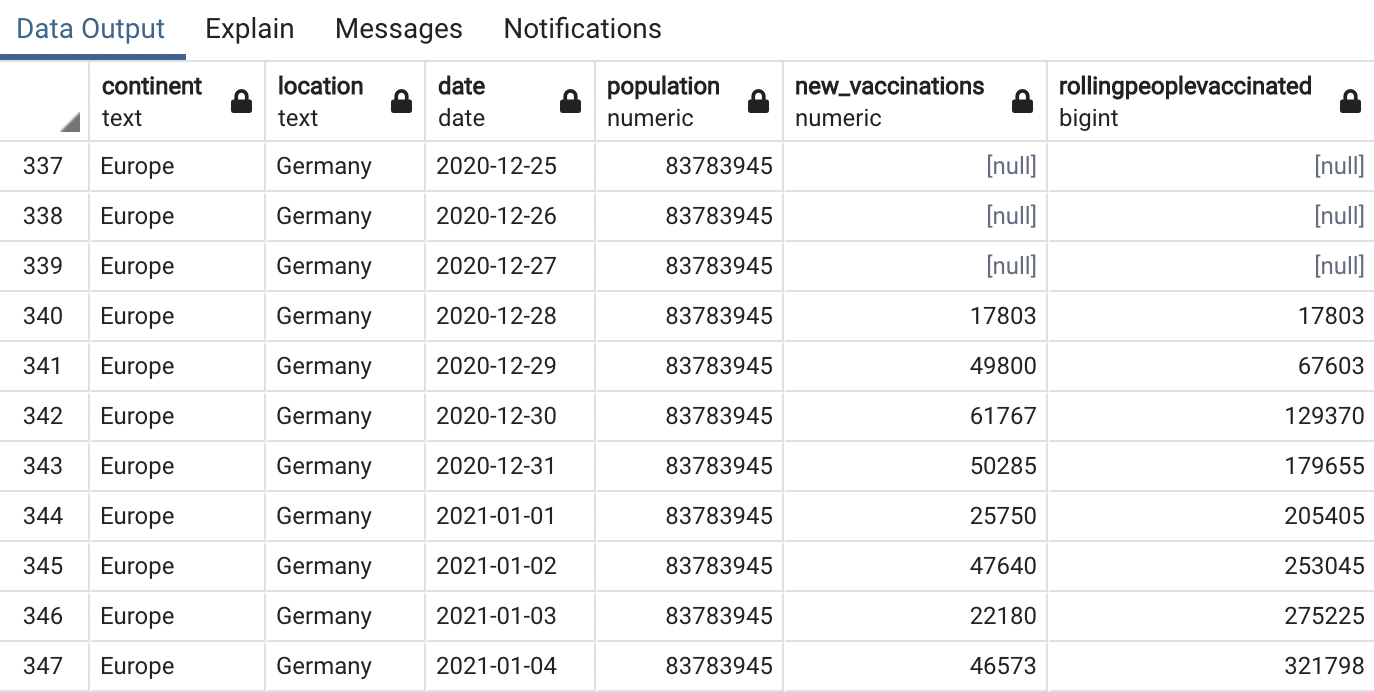 Data Output Explain Messages Notifications
continent location date population new_vaccinations rollingpeoplevaccinated
text text date numeric numeric bigint
337 Europe Germany 2020-12-25 83783945 [null] [null]
338 Europe Germany 2020-12-26 83783945 [null] [null]
339 Europe Germany 2020-12-27 83783945 [null] [null]
340 Europe Germany 2020-12-28 83783945 17803 17803
341 Europe Germany 2020-12-29 83783945 49800 67603
342 Europe Germany 2020-12-30 83783945 61767 129370
343 Europe Germany 2020-12-31 83783945 50285 179655
344 Europe Germany 2021-01-01 83783945 25750 205405
345 Europe Germany 2021-01-02 83783945 47640 253045
346 Europe Germany 2021-01-03 83783945 22180 275225
347 Europe Germany 2021-01-04 83783945 46573 321798